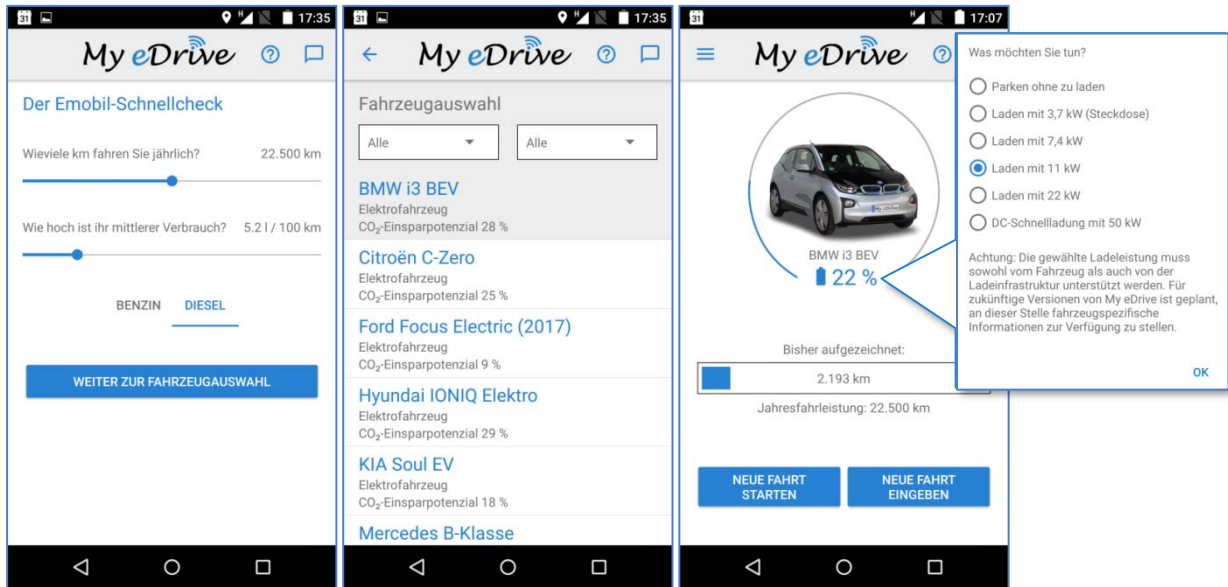 31 17:35
My eDrive
Der Emobil-Schnellcheck
Wieviele km fahren Sie jährlich? 22.500 km
Wie hoch ist ihr mittlerer Verbrauch? 5.2 l / 100 km
BENZIN DIESEL
WEITER ZUR FAHRZEUGAUSWAHL
31 H 17:35
My eDrive
Fahrzeugauswahl
Alle Alle
BMW i3 BEV
Elektrofahrzeug
CO₂-Einsparpotenzial 28 %
Citroën C-Zero
Elektrofahrzeug
CO₂-Einsparpotenzial 25 %
Ford Focus Electric (2017)
Elektrofahrzeug
CO₂-Einsparpotenzial 9 %
Hyundai IONIQ Elektro
Elektrofahrzeug
CO₂-Einsparpotenzial 29 %
KIA Soul EV
Elektrofahrzeug
CO₂-Einsparpotenzial 18 %
Mercedes B-Klasse
31 H 17:07
My eDrive
BMW i3 BEV
22 %
Bisher aufgezeichnet:
2.193 km
Jahresfahrleistung: 22.500 km
NEUE FAHRT
STARTEN
NEUE FAHRT
EINGEBEN
Was möchten Sie tun?
Parken ohne zu laden
Laden mit 3,7 kW (Steckdose)
Laden mit 7,4 kW
Laden mit 11 kW
Laden mit 22 kW
DC-Schnellladung mit 50 kW
Achtung: Die gewählte Ladeleistung muss
sowohl vom Fahrzeug als auch von der
Ladeinfrastruktur unterstützt werden. Für
zukünftige Versionen von My eDrive ist geplant,
an dieser Stelle fahrzeugspezifische
Informationen zur Verfügung zu stellen.
OK